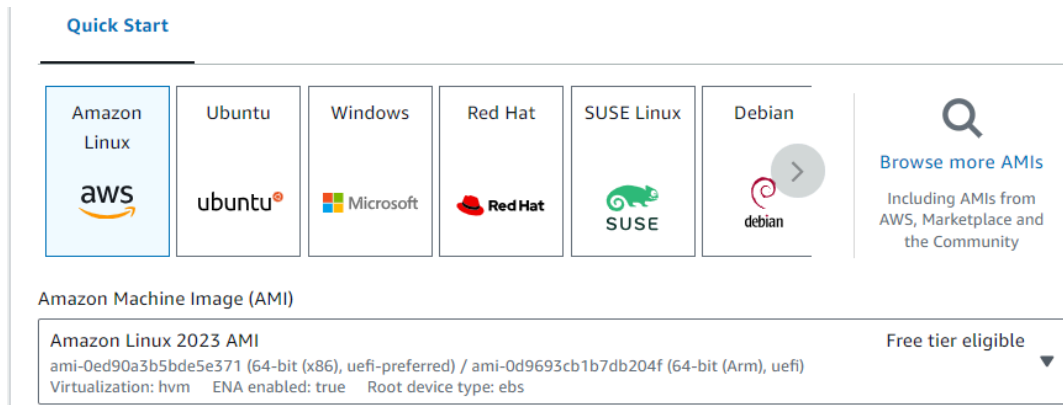 Quick Start
Amazon
Linux
aws
Ubuntu
ubuntu
Windows
Microsoft
Red Hat
Red Hat
SUSE Linux
SUSE
Debian
debian
Browse more AMIs
Including AMIs from
AWS, Marketplace and
the Community
Amazon Machine Image (AMI)
Amazon Linux 2023 AMI
Free tier eligible
ami-0ed90a3b5bde5e371 (64-bit (x86), uefi-preferred) / ami-0d9693cb1b7db204f (64-bit (Arm), uefi)
Virtualization: hvm ENA enabled: true Root device type: ebs